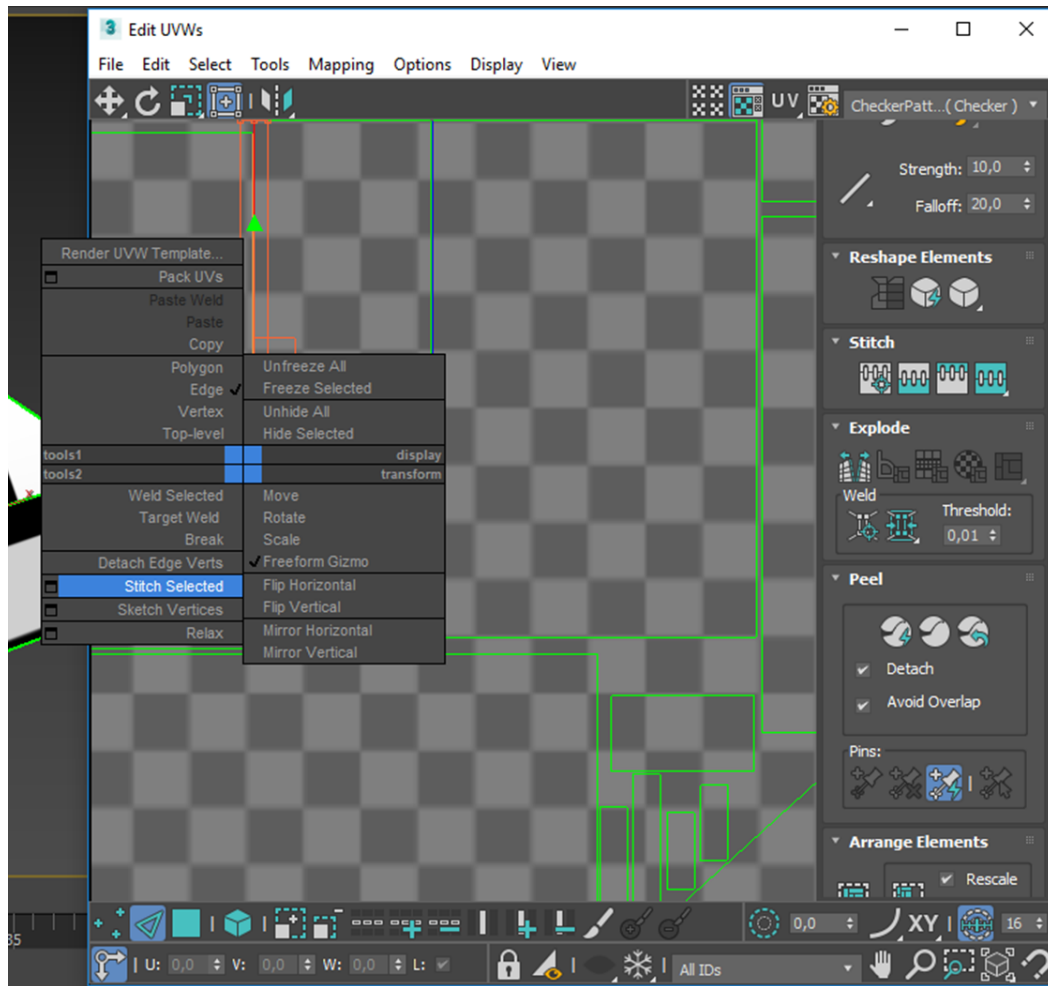 3 Edit UVWs
File Edit Select Tools Mapping Options Display View
UV CheckerPatt...( Checker )
Strength: 10,0
Falloff: 20,0
Reshape Elements
Stitch
Explode
Weld
Threshold:
0,01
Peel
Detach
Avoid Overlap
Pins:
Arrange Elements
Rescale
Render UVW Template...
Pack UVs
Paste Weld
Paste
Copy
Polygon
Edge
Vertex
Top-level
Unfreeze All
Freeze Selected
Unhide All
Hide Selected
tools1 display
tools2 transform
Weld Selected
Target Weld
Break
Detach Edge Verts
Stitch Selected
Sketch Vertices
Relax
Move
Rotate
Scale
Freeform Gizmo
Flip Horizontal
Flip Vertical
Mirror Horizontal
Mirror Vertical
35
0,0 XY 16
U: 0,0 V: 0,0 W: 0,0 L: All IDs